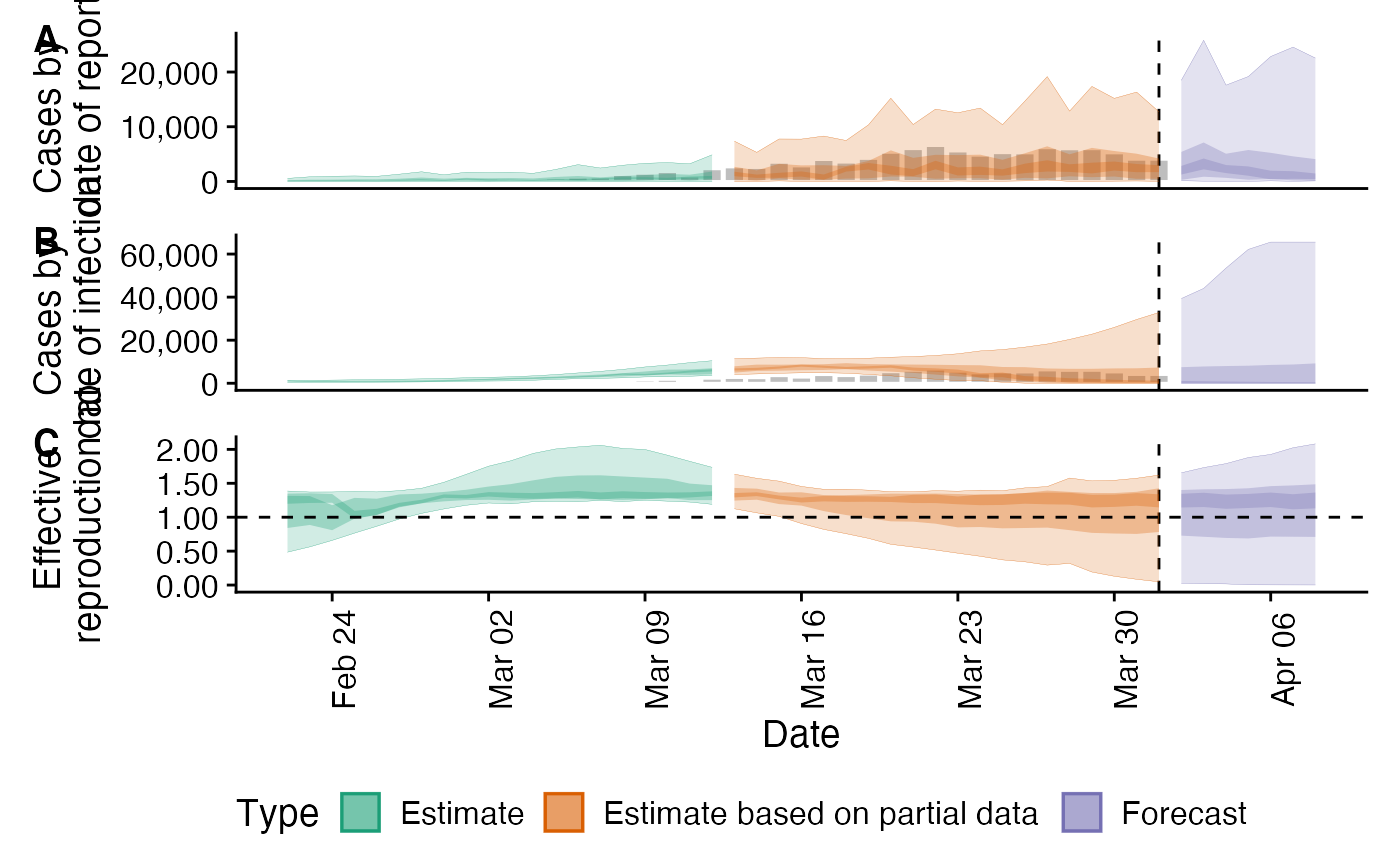 A
Cases by
date of report
20,000
10,000
0
B
Cases by
date of infection
60,000
40,000
20,000
0
C
Effective
reproduction no.
2.00
1.50
1.00
0.50
0.00
Feb 24
Mar 02
Mar 09
Mar 16
Mar 23
Mar 30
Apr 06
Date
Type
Estimate
Estimate based on partial data
Forecast